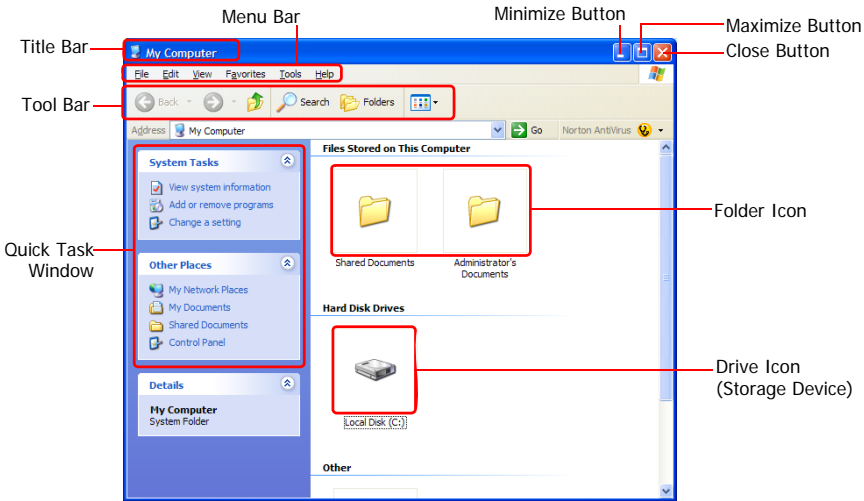 Menu Bar
Minimize Button
Maximize Button
Title Bar
My Computer
Close Button
File Edit View Favorites Tools Help
Tool Bar
Back Search Folders
Address My Computer Go Norton AntiVirus
System Tasks
View system information
Add or remove programs
Change a setting
Quick Task
Window
Other Places
My Network Places
My Documents
Shared Documents
Control Panel
Details
My Computer
System Folder
Files Stored on This Computer
Shared Documents
Administrator's
Documents
Folder Icon
Hard Disk Drives
Local Disk (C:)
Drive Icon
(Storage Device)
Other